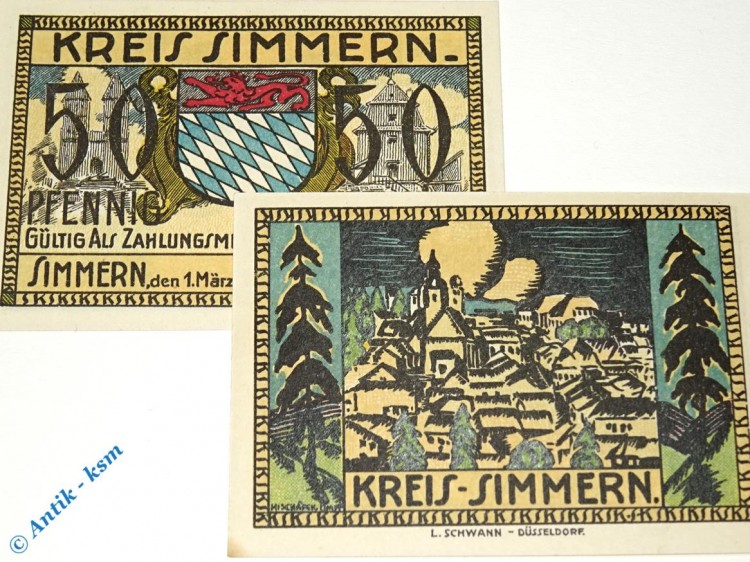 KREIS SIMMERN.
50 50
PFENNIG
GÜLTIG ALS ZAHLUNGSM
SIMMERN, den 1. März
KREIS-SIMMERN.
L. SCHWANN - DÜSSELDORF.
© Antik - ksm